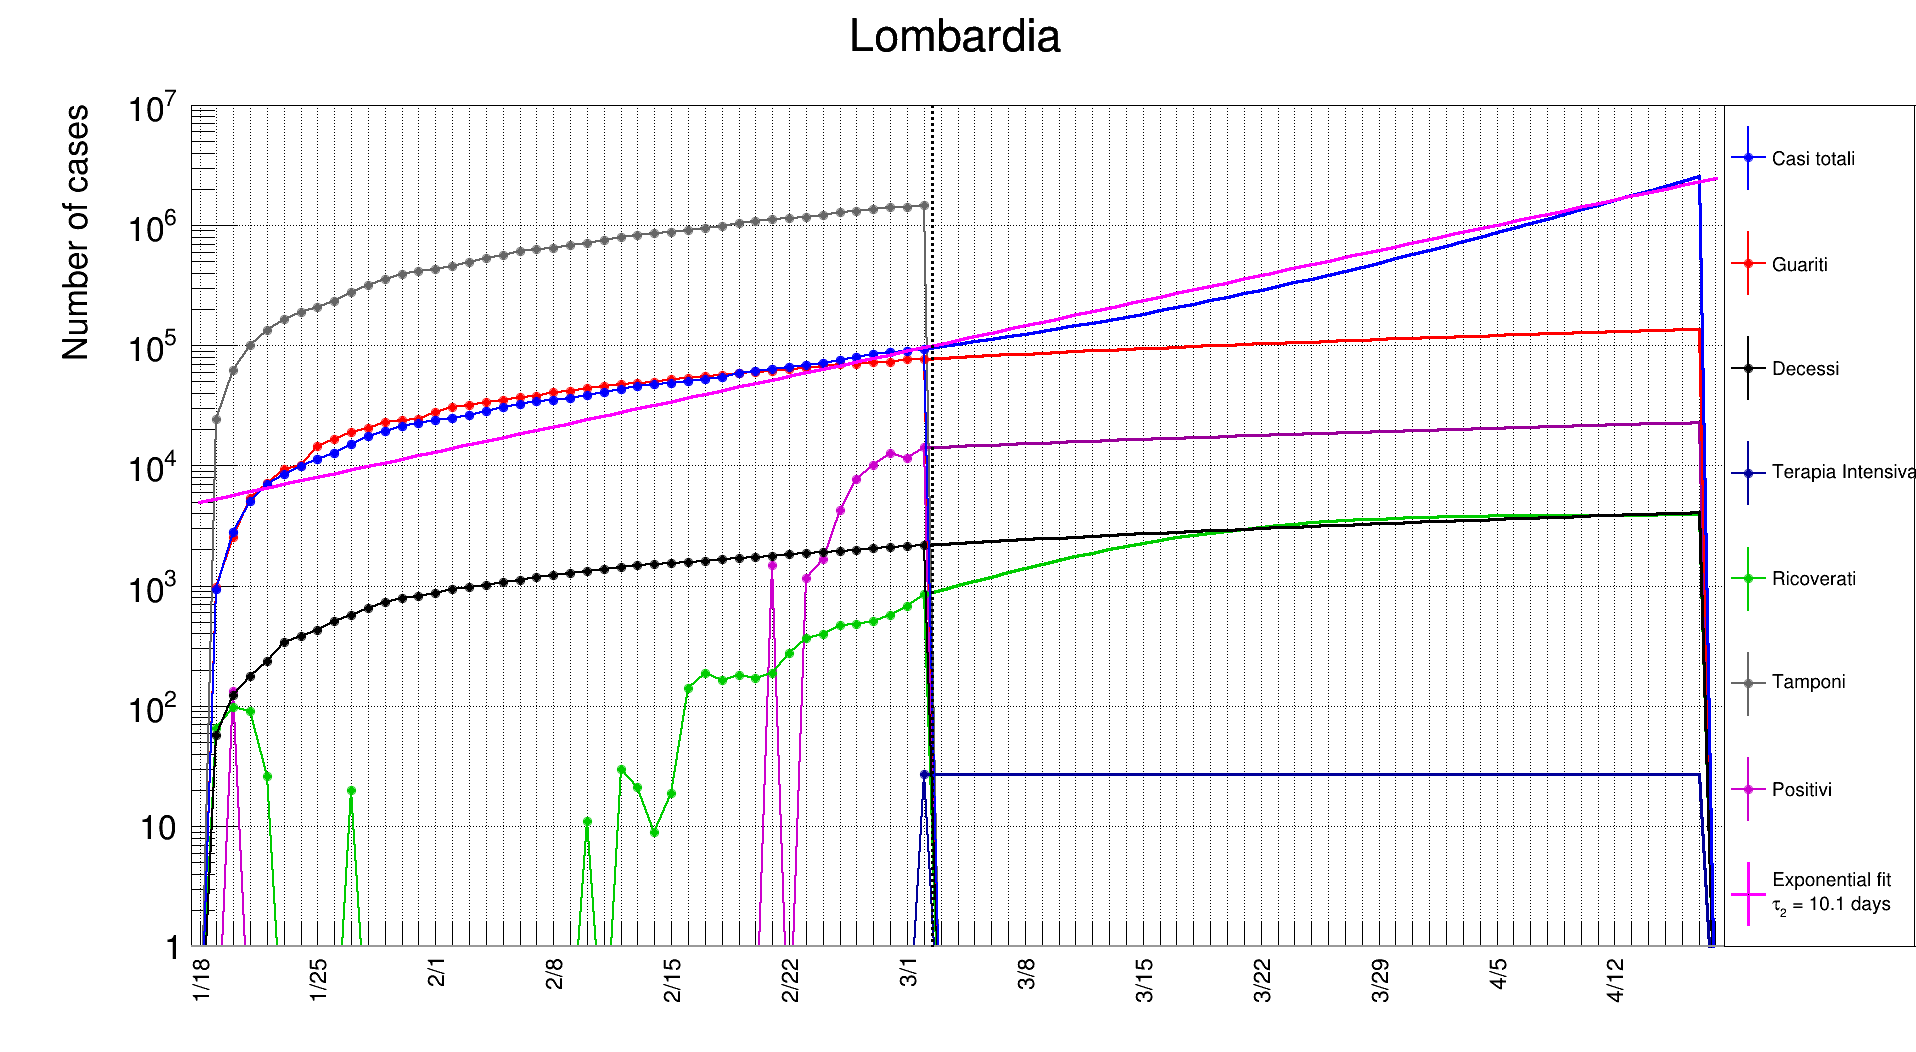 Lombardia
Number of cases
10^7
10^6
10^5
10^4
10^3
10^2
10
1
1/18
1/25
2/1
2/8
2/15
2/22
3/1
3/8
3/15
3/22
3/29
4/5
4/12
Casi totali
Guariti
Decessi
Terapia Intensiva
Ricoverati
Tamponi
Positivi
Exponential fit
τ₂ = 10.1 days